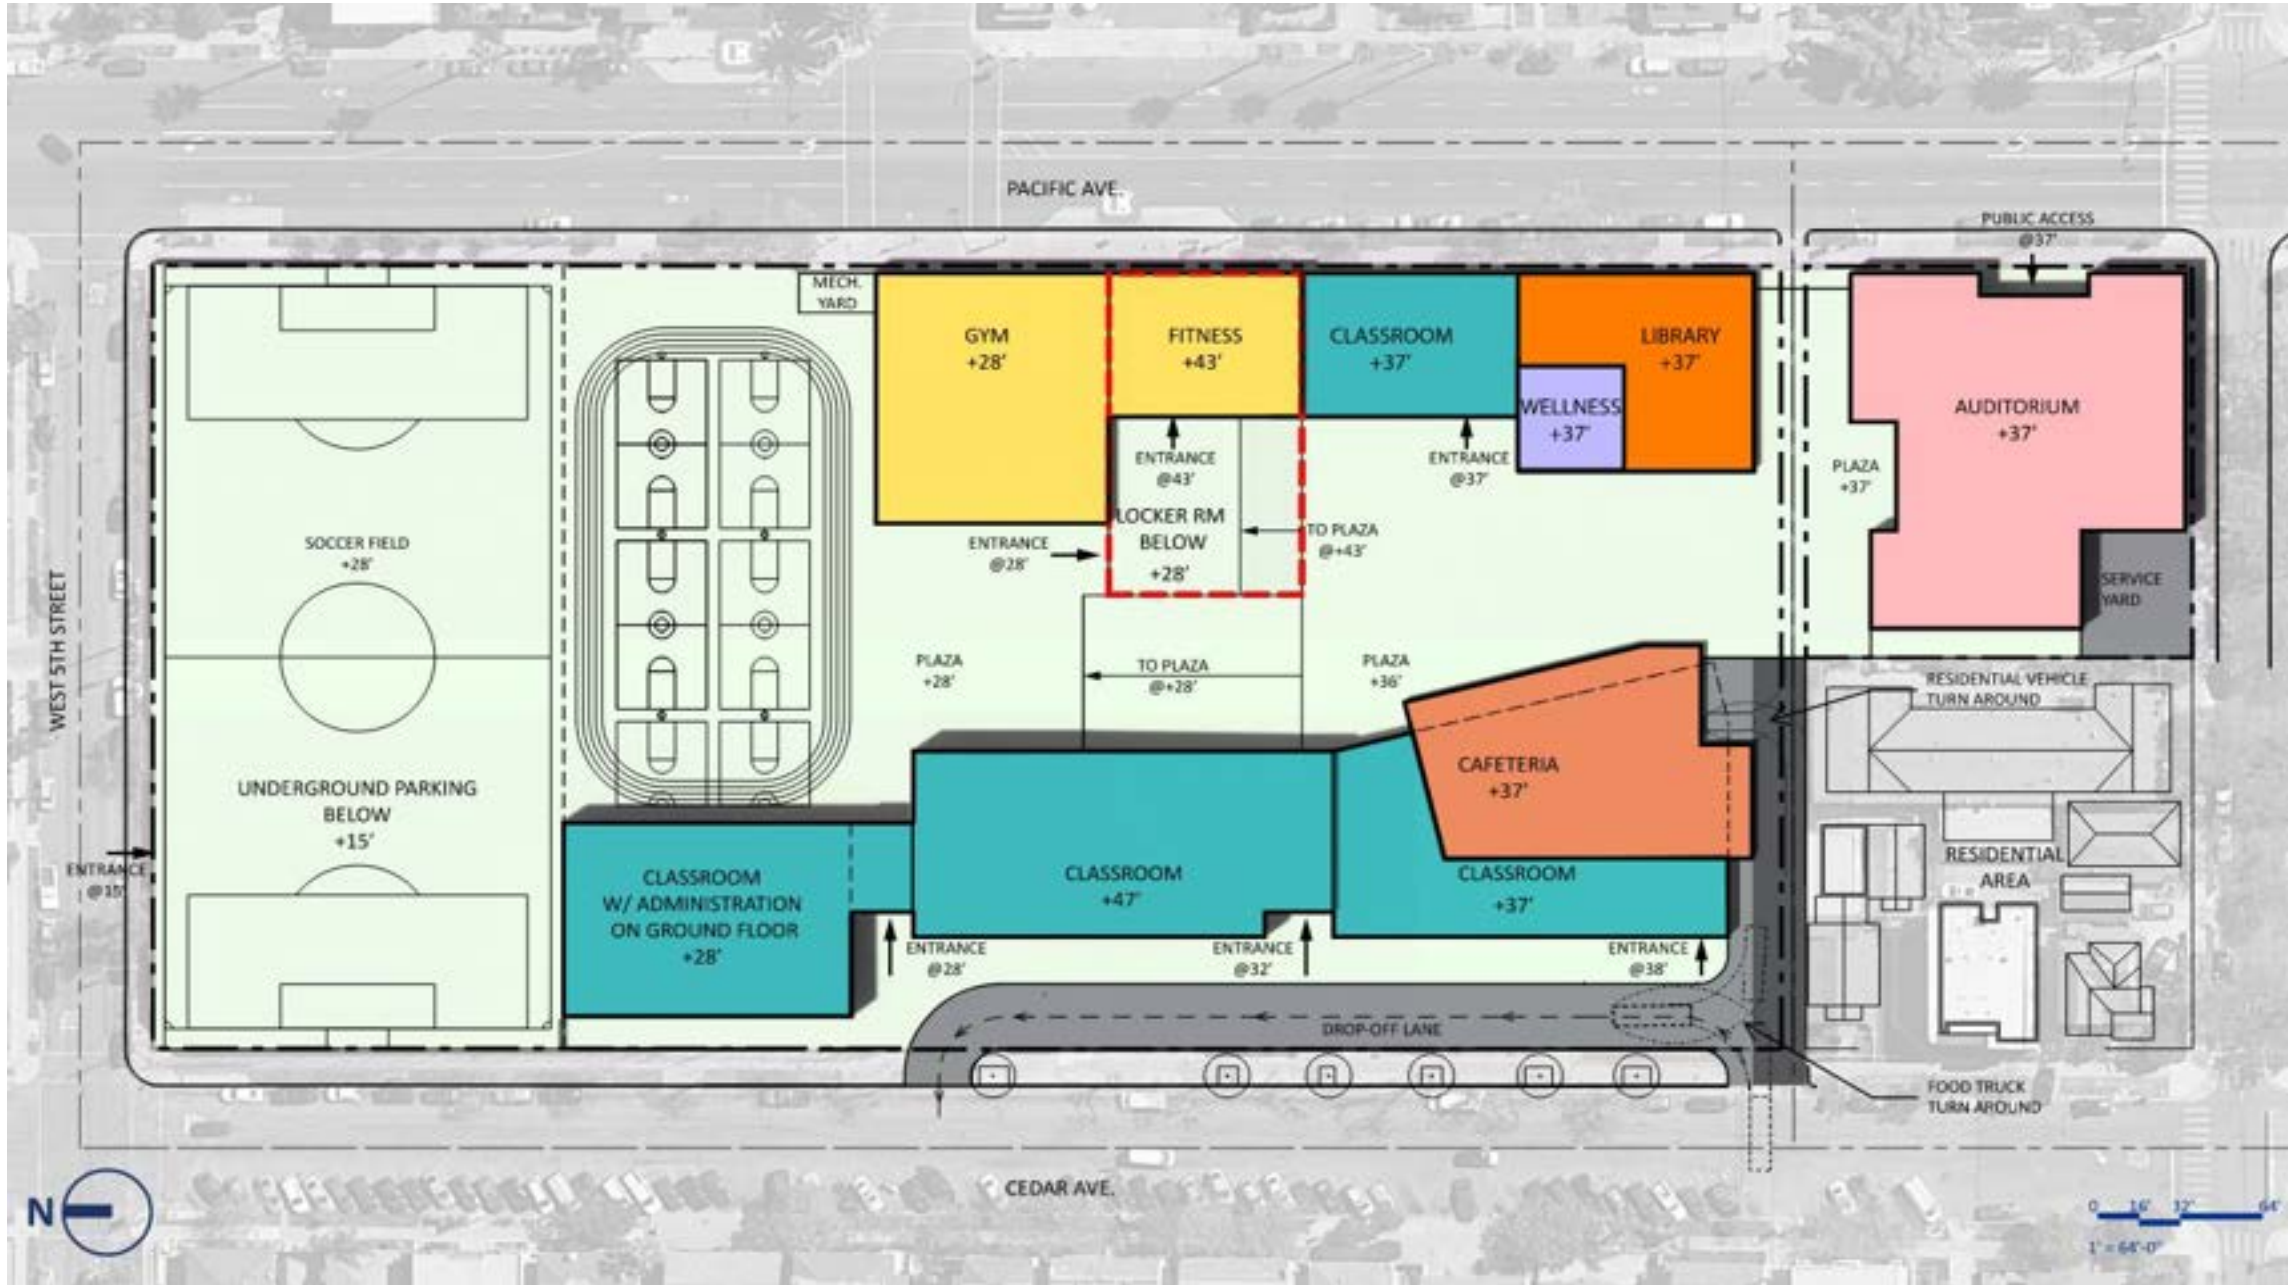 PACIFIC AVE.
PUBLIC ACCESS
@37'
MECH.
YARD
GYM
+28'
FITNESS
+43'
CLASSROOM
+37'
LIBRARY
+37'
WELLNESS
+37'
AUDITORIUM
+37'
PLAZA
+37'
ENTRANCE
@43'
ENTRANCE
@37'
LOCKER RM
BELOW
+28'
TO PLAZA
@+43'
ENTRANCE
@28'
SOCCER FIELD
+28'
WEST 5TH STREET
SERVICE
YARD
PLAZA
+28'
TO PLAZA
@+28'
PLAZA
+36'
RESIDENTIAL VEHICLE
TURN AROUND
CAFETERIA
+37'
UNDERGROUND PARKING
BELOW
+15'
ENTRANCE
@15'
CLASSROOM
W/ ADMINISTRATION
ON GROUND FLOOR
+28'
CLASSROOM
+47'
CLASSROOM
+37'
RESIDENTIAL
AREA
ENTRANCE
@28'
ENTRANCE
@32'
ENTRANCE
@38'
DROP-OFF LANE
FOOD TRUCK
TURN AROUND
CEDAR AVE.
N
0 16' 32' 64'
1" = 64'-0"